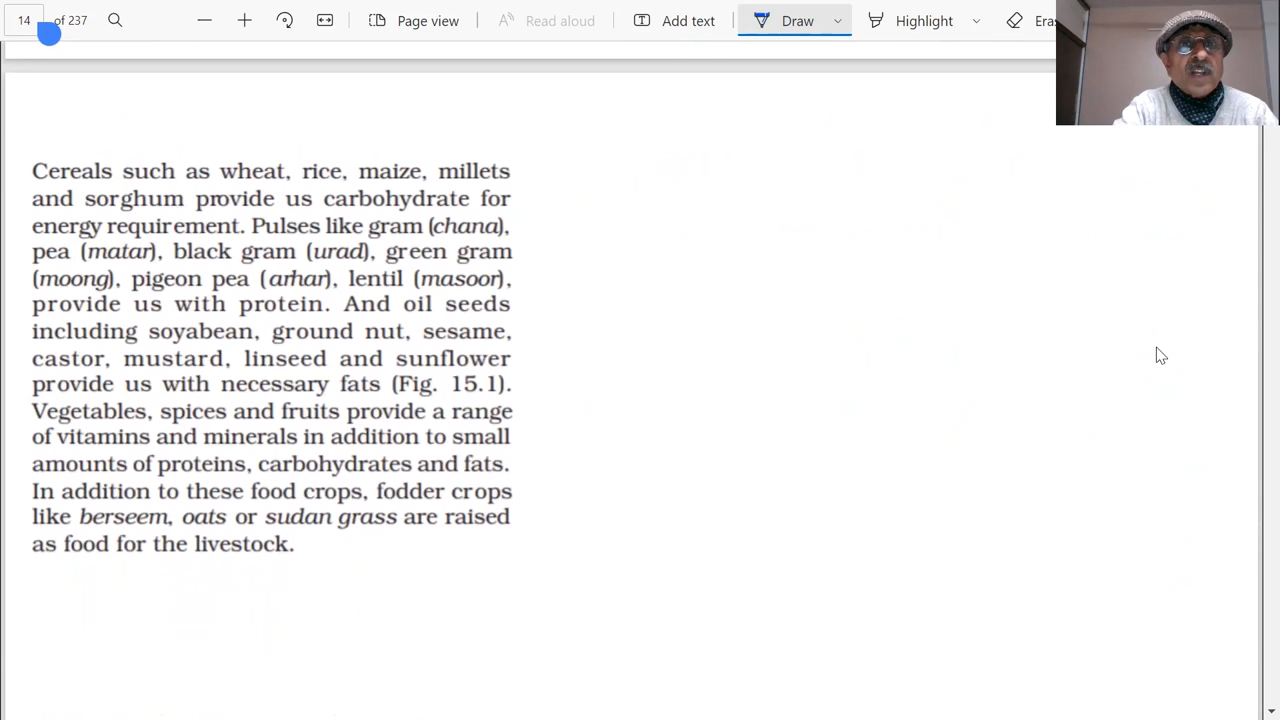 14 of 237 Page view Read aloud Add text Draw Highlight Era
Cereals such as wheat, rice, maize, millets
and sorghum provide us carbohydrate for
energy requirement. Pulses like gram (chana),
pea (matar), black gram (urad), green gram
(moong), pigeon pea (arhar), lentil (masoor),
provide us with protein. And oil seeds
including soyabean, ground nut, sesame,
castor, mustard, linseed and sunflower
provide us with necessary fats (Fig. 15.1).
Vegetables, spices and fruits provide a range
of vitamins and minerals in addition to small
amounts of proteins, carbohydrates and fats.
In addition to these food crops, fodder crops
like berseem, oats or sudan grass are raised
as food for the livestock.